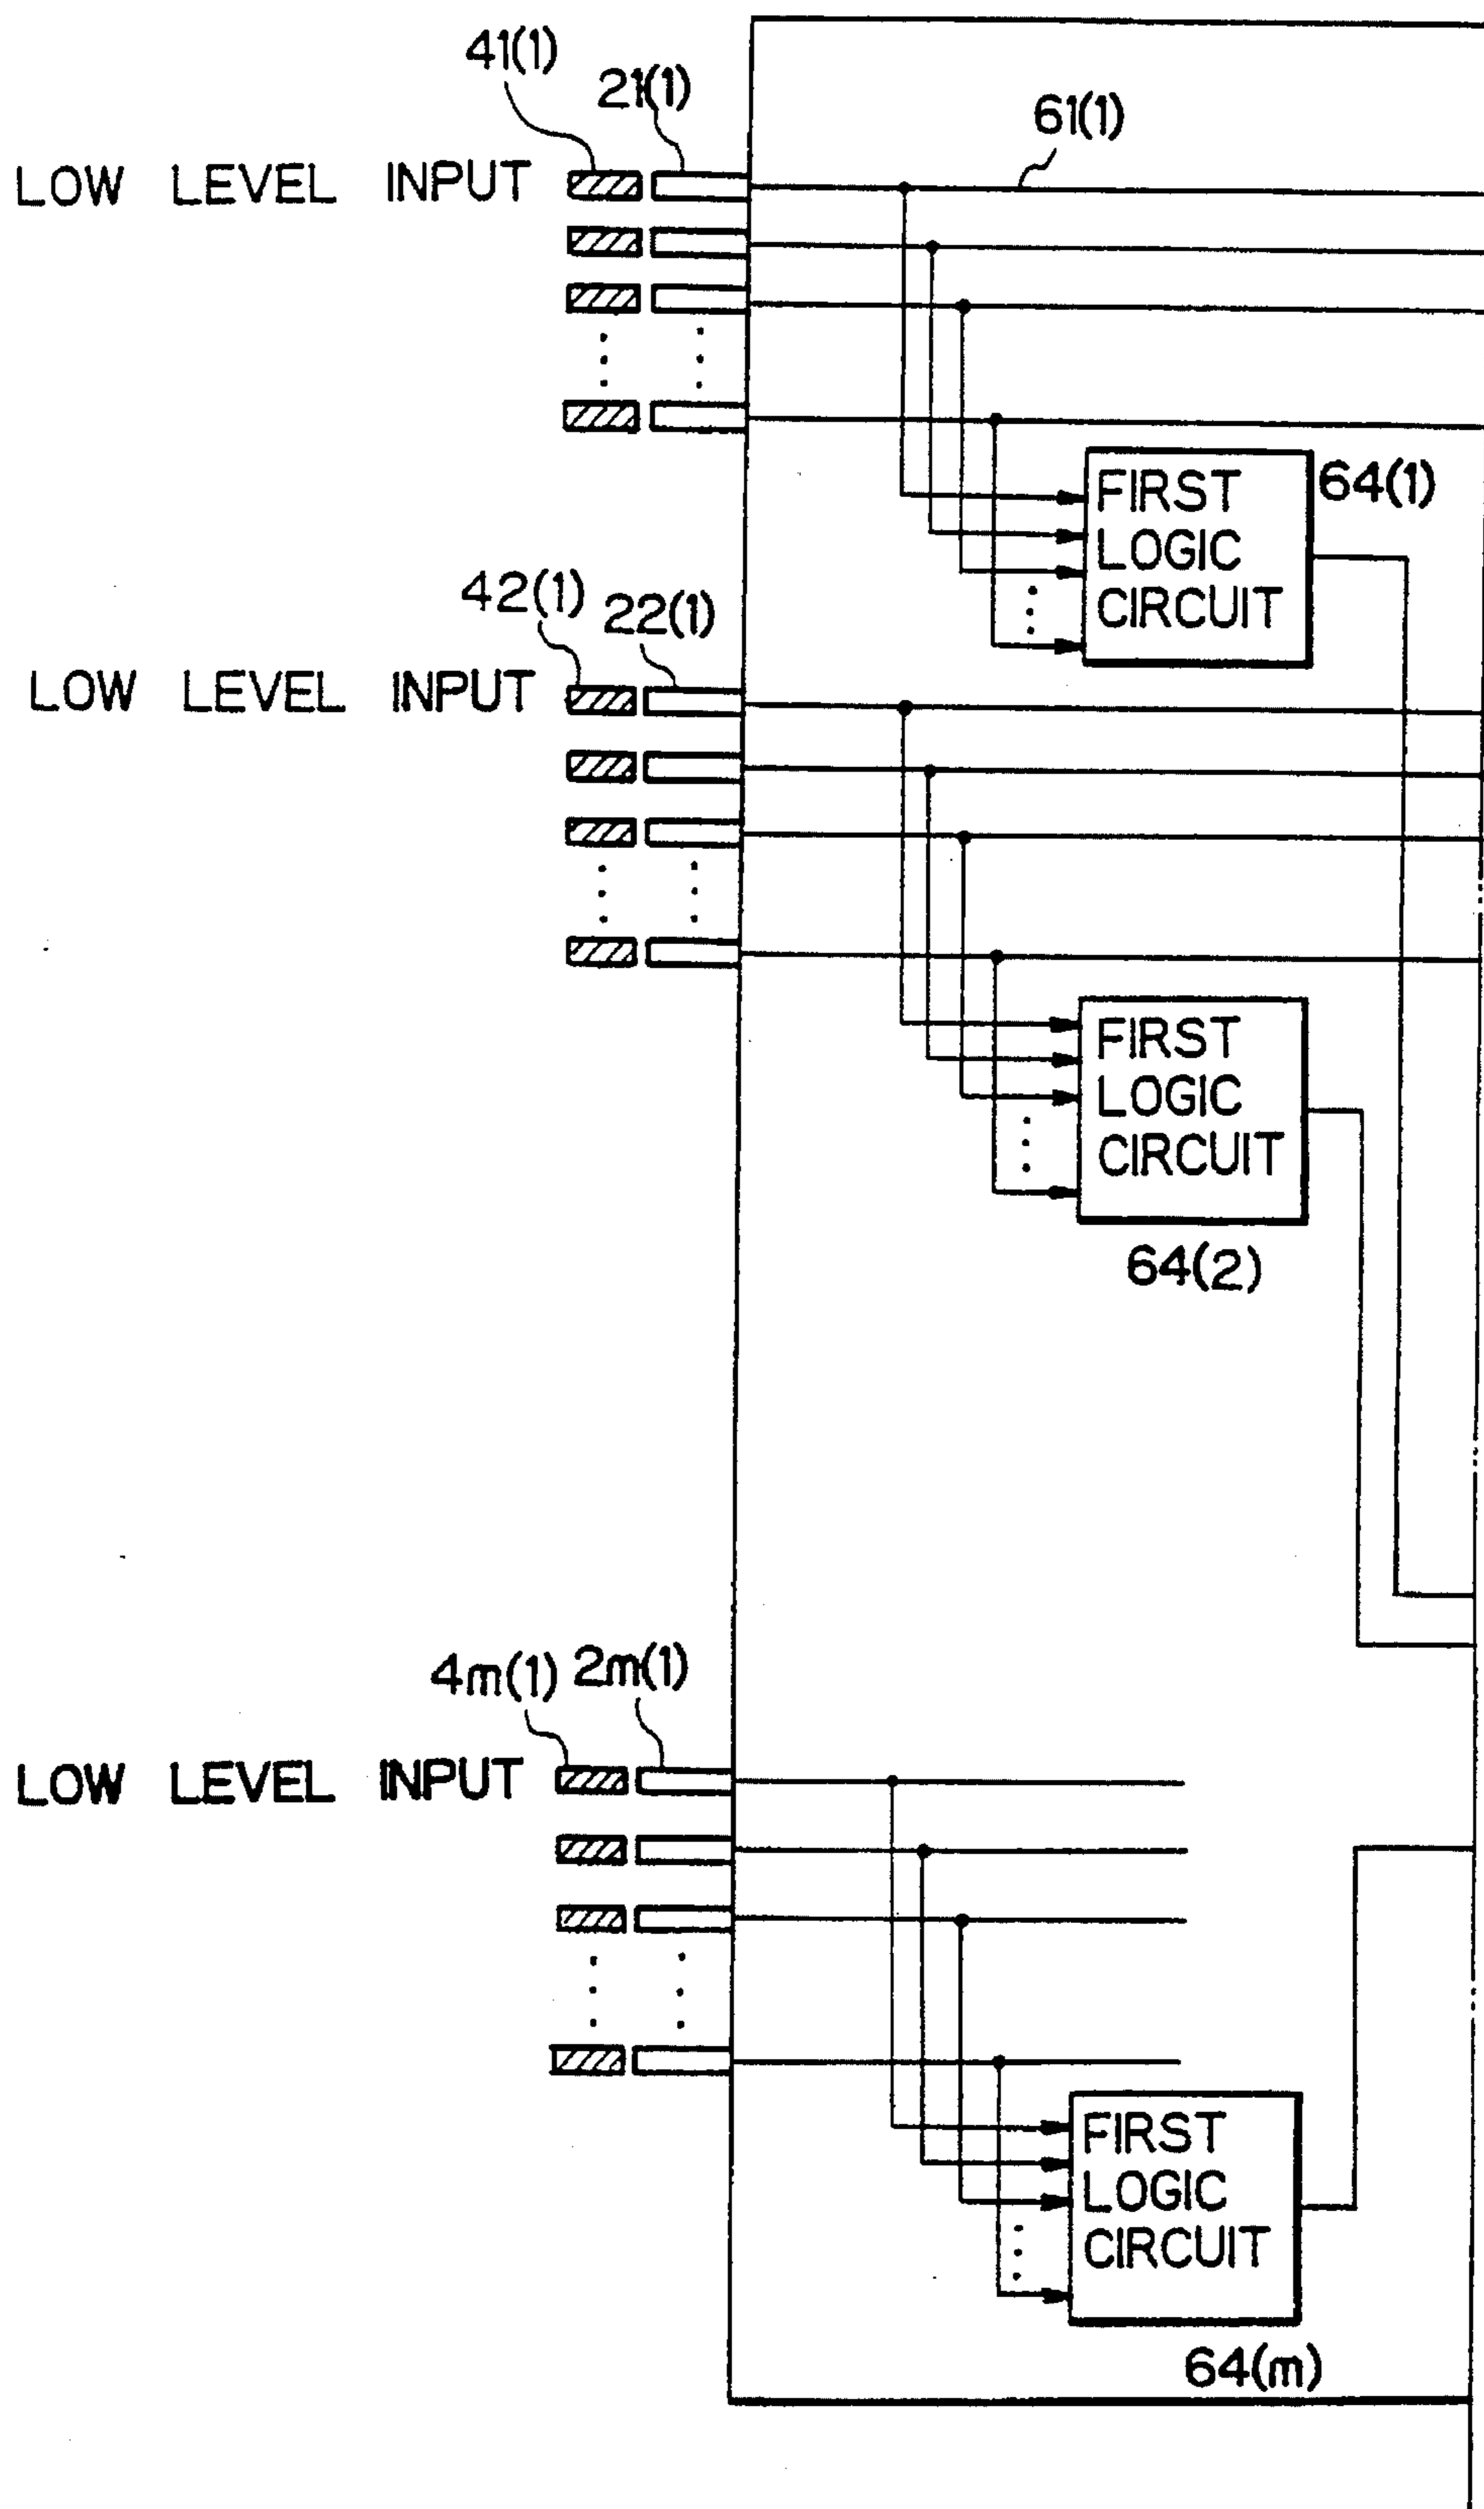 41(1)
21(1)
61(1)
LOW LEVEL INPUT
FIRST
LOGIC
CIRCUIT
64(1)
42(1)
22(1)
LOW LEVEL INPUT
FIRST
LOGIC
CIRCUIT
64(2)
4m(1)
2m(1)
LOW LEVEL INPUT
FIRST
LOGIC
CIRCUIT
64(m)